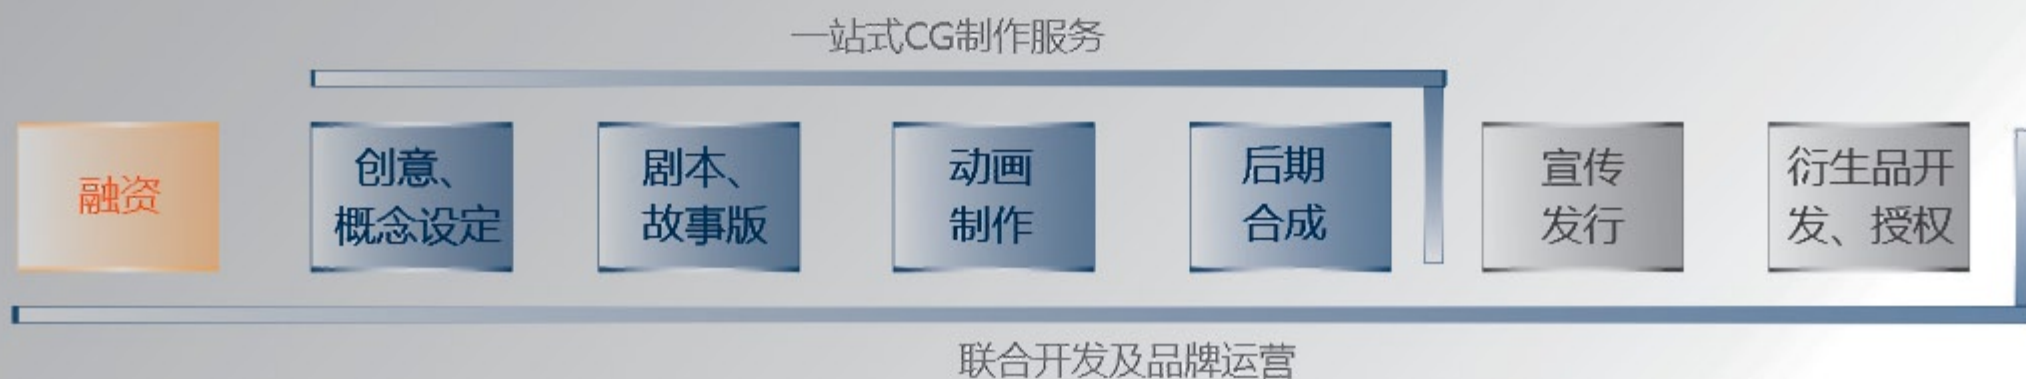 一站式CG制作服务
融资
创意、
概念设定
剧本、
故事版
动画
制作
后期
合成
宣传
发行
衍生品开
发、授权
联合开发及品牌运营